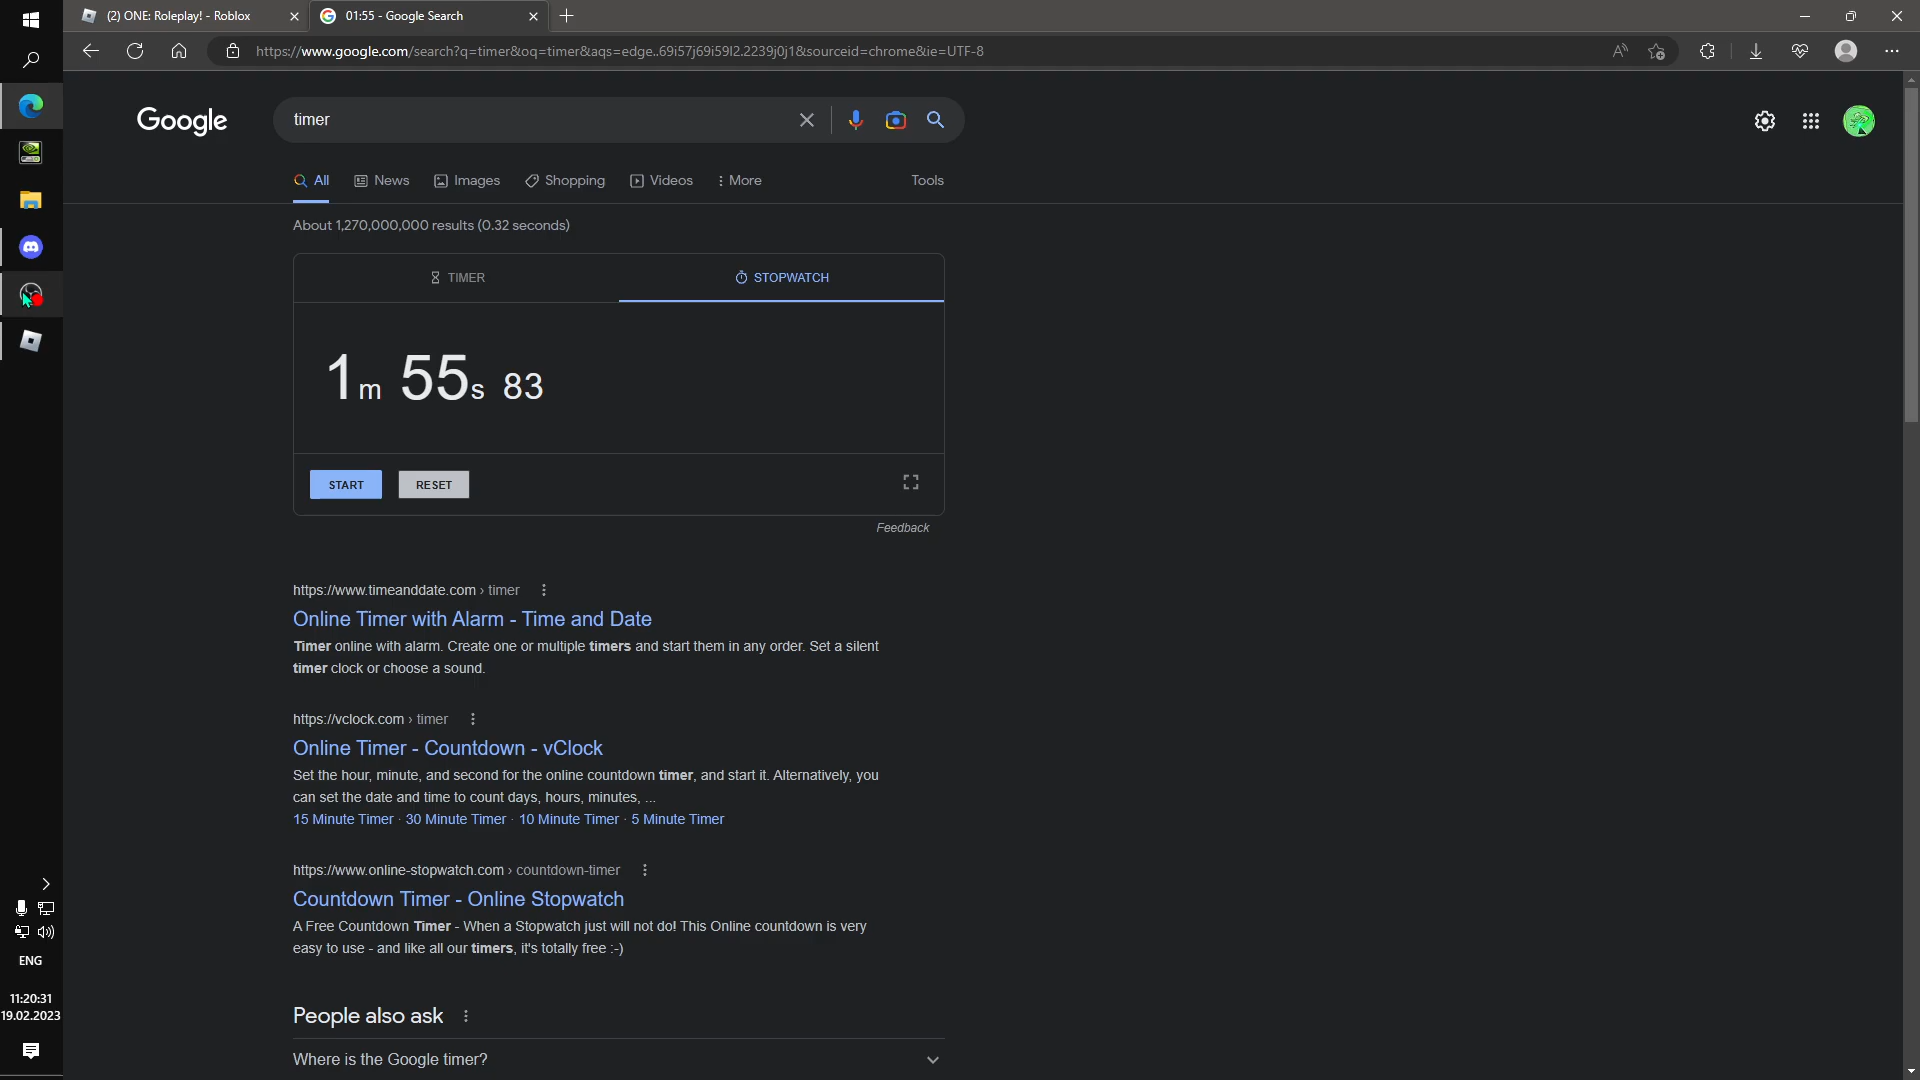 (2) ONE: Roleplay! - Roblox
01:55 - Google Search
https://www.google.com/search?q=timer&oq=timer&aqs=edge..69i57j69i59l2.2239j0j1&sourceid=chrome&ie=UTF-8
Google
timer
All
News
Images
Shopping
Videos
More
Tools
About 1,270,000,000 results (0.32 seconds)
TIMER
STOPWATCH
1m 55s 83
START
RESET
Feedback
https://www.timeanddate.com › timer
Online Timer with Alarm - Time and Date
Timer online with alarm. Create one or multiple timers and start them in any order. Set a silent
timer clock or choose a sound.
https://vclock.com › timer
Online Timer - Countdown - vClock
Set the hour, minute, and second for the online countdown timer, and start it. Alternatively, you
can set the date and time to count days, hours, minutes, ...
15 Minute Timer · 30 Minute Timer · 10 Minute Timer · 5 Minute Timer
https://www.online-stopwatch.com › countdown-timer
Countdown Timer - Online Stopwatch
A Free Countdown Timer - When a Stopwatch just will not do! This Online countdown is very
easy to use - and like all our timers, it's totally free :-)
People also ask
Where is the Google timer?
ENG
11:20:31
19.02.2023